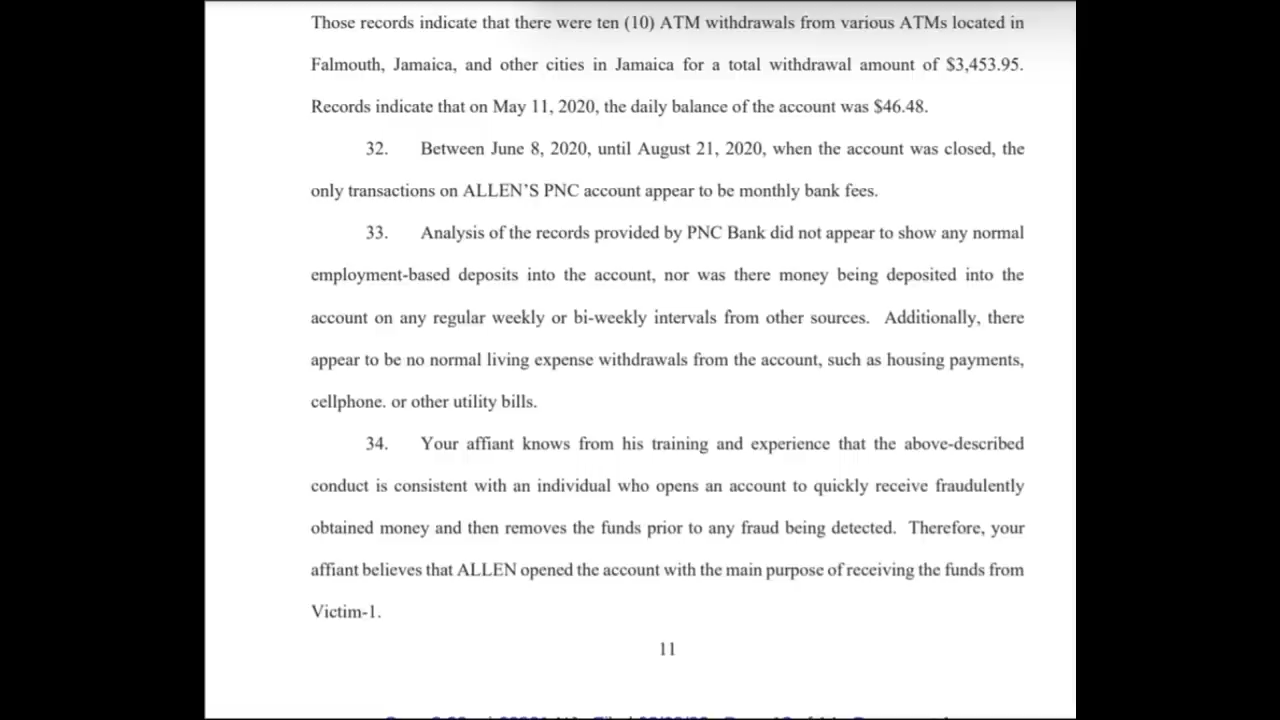 Those records indicate that there were ten (10) ATM withdrawals from various ATMs located in
Falmouth, Jamaica, and other cities in Jamaica for a total withdrawal amount of $3,453.95.
Records indicate that on May 11, 2020, the daily balance of the account was $46.48.
32. Between June 8, 2020, until August 21, 2020, when the account was closed, the
only transactions on ALLEN'S PNC account appear to be monthly bank fees.
33. Analysis of the records provided by PNC Bank did not appear to show any normal
employment-based deposits into the account, nor was there money being deposited into the
account on any regular weekly or bi-weekly intervals from other sources. Additionally, there
appear to be no normal living expense withdrawals from the account, such as housing payments,
cellphone. or other utility bills.
34. Your affiant knows from his training and experience that the above-described
conduct is consistent with an individual who opens an account to quickly receive fraudulently
obtained money and then removes the funds prior to any fraud being detected. Therefore, your
affiant believes that ALLEN opened the account with the main purpose of receiving the funds from
Victim-1.
11